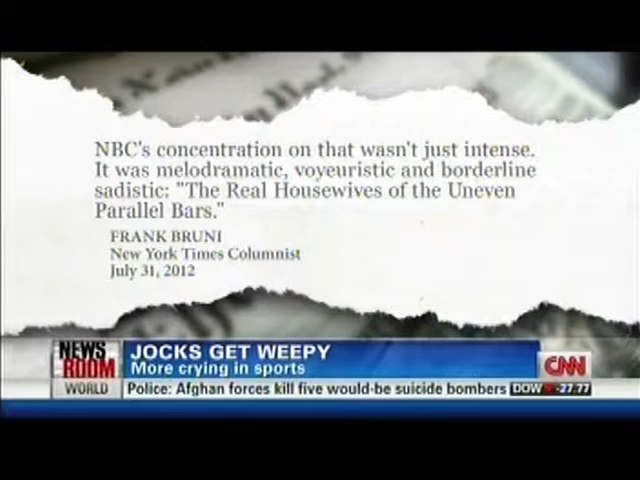 NBC's concentration on that wasn't just intense.
It was melodramatic, voyeuristic and borderline
sadistic: "The Real Housewives of the Uneven
Parallel Bars."
FRANK BRUNI
New York Times Columnist
July 31, 2012
NEWS ROOM
WORLD
JOCKS GET WEEPY
More crying in sports
CNN
Police: Afghan forces kill five would-be suicide bombers
DOW -27.77